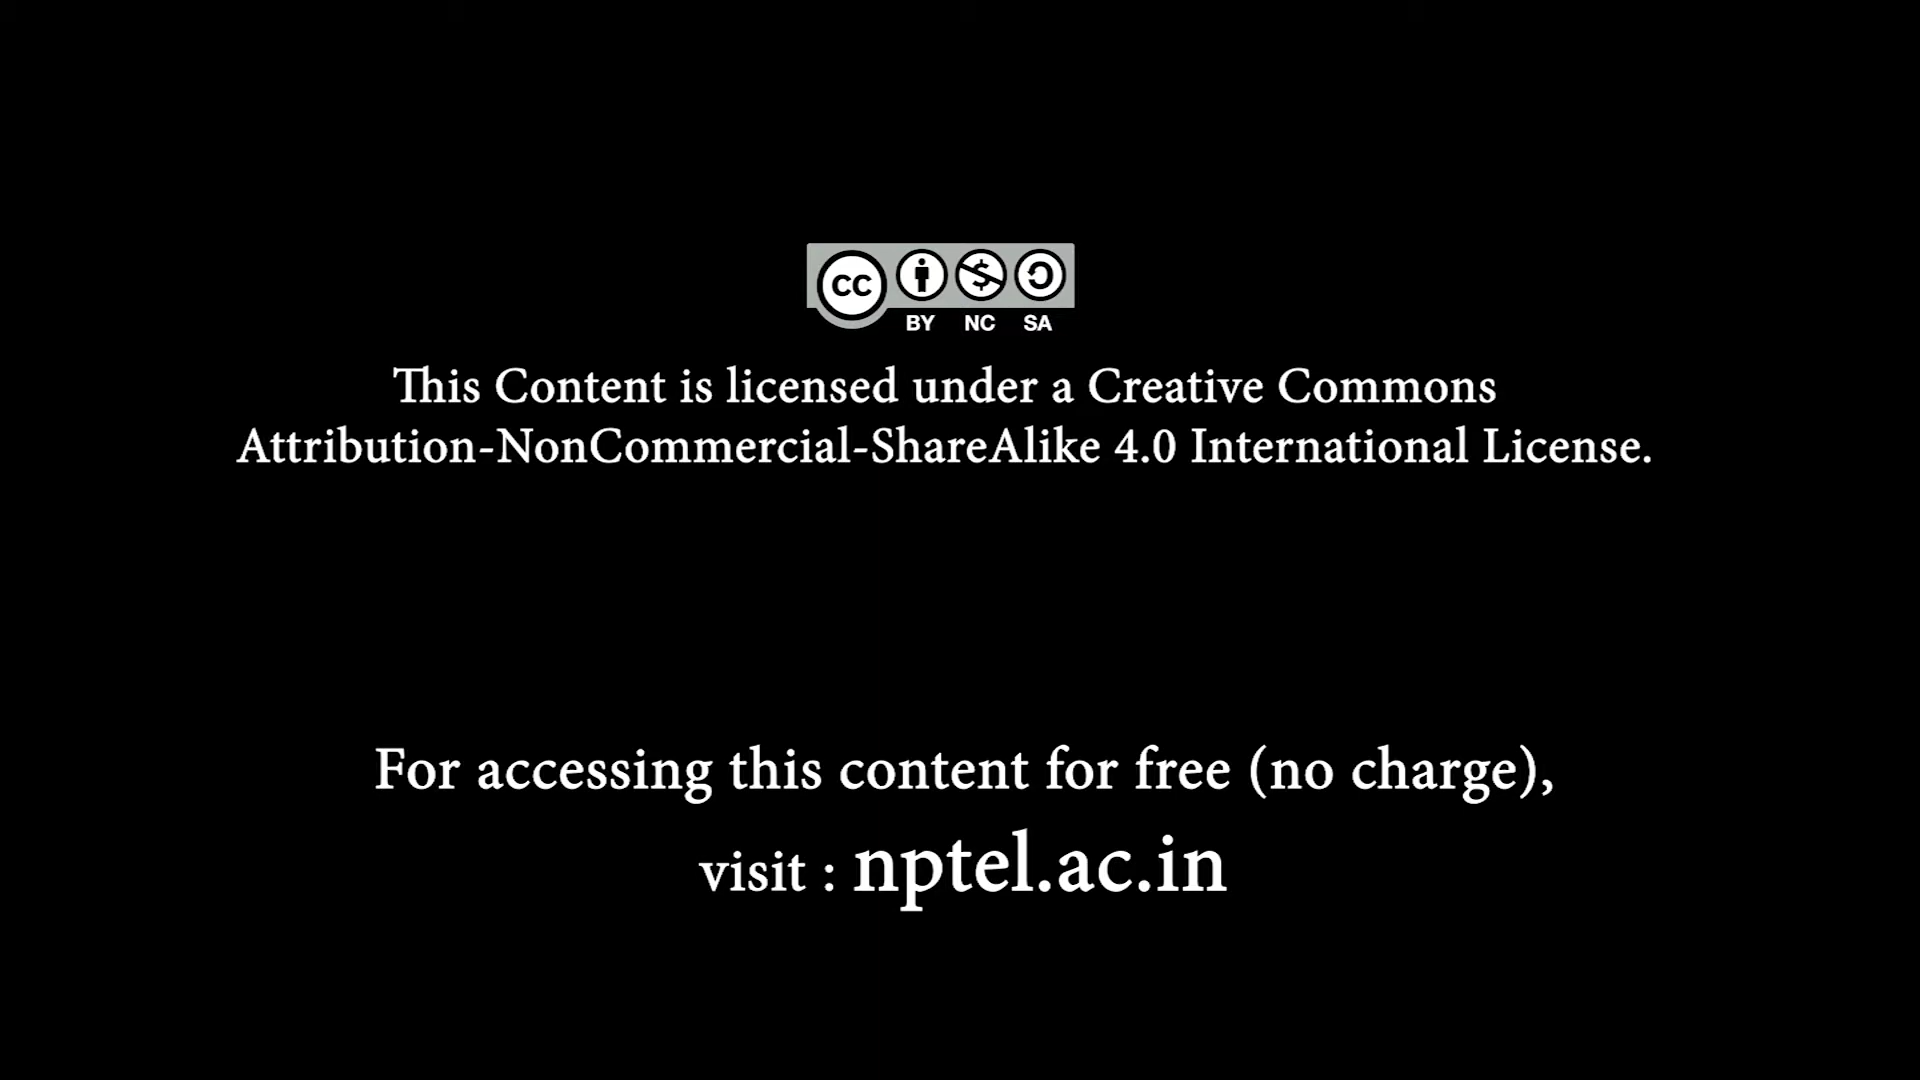 cc
BY NC SA
This Content is licensed under a Creative Commons
Attribution-NonCommercial-ShareAlike 4.0 International License.
For accessing this content for free (no charge),
visit : nptel.ac.in